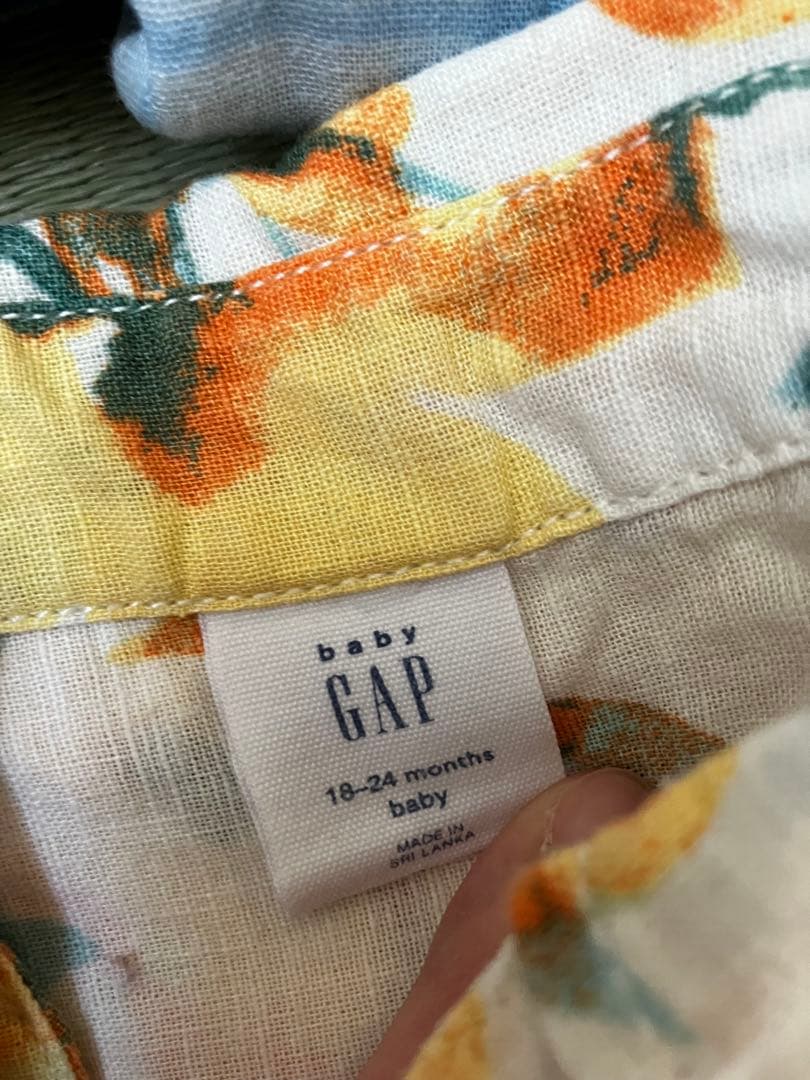 baby
GAP
18-24 months
baby
MADE IN
SRI LANKA